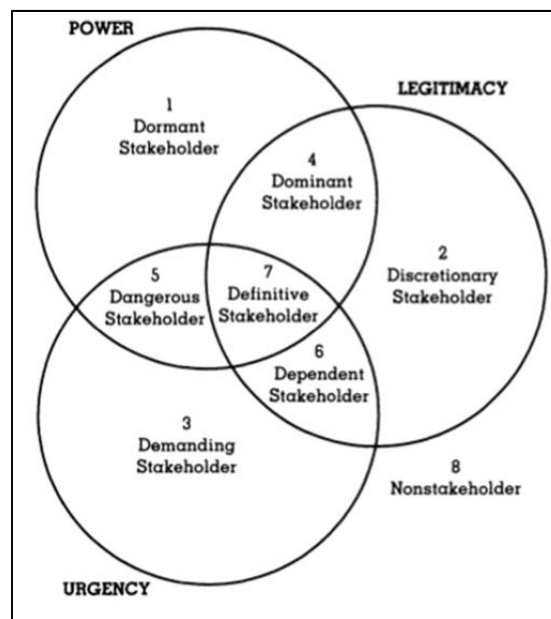 POWER
LEGITIMACY
1
Dormant
Stakeholder
4
Dominant
Stakeholder
2
Discretionary
Stakeholder
5
Dangerous
Stakeholder
7
Definitive
Stakeholder
6
Dependent
Stakeholder
3
Demanding
Stakeholder
8
Nonstakeholder
URGENCY